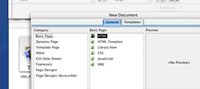 New Document
General
Templates
Category:
Basic Page:
Preview:
Basic Page
HTML
Dynamic Page
HTML Template
Template Page
Library Item
Other
CSS
CSS Style Sheets
JavaScript
Framesets
XML
Page Designs
Page Designs (Accessible)
<No Preview>